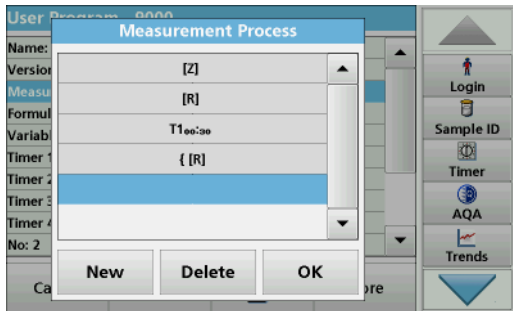 User Program - 9000
Measurement Process
Name:
Version
Measu
Formul
Variabl
Timer 1
Timer 2
Timer 3
Timer 4
No: 2
[Z]
[R]
T1₀₀:₃₀
{ [R]
New
Delete
OK
Ca
ore
Login
Sample ID
Timer
AQA
Trends